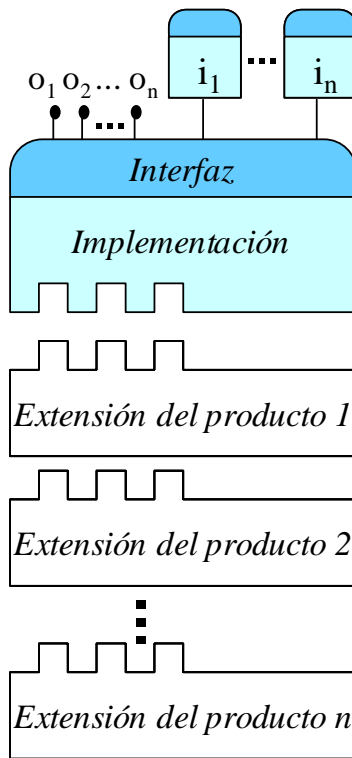 o₁ o₂ ... oₙ i₁ ... iₙ
Interfaz
Implementación
Extensión del producto 1
Extensión del producto 2
Extensión del producto n